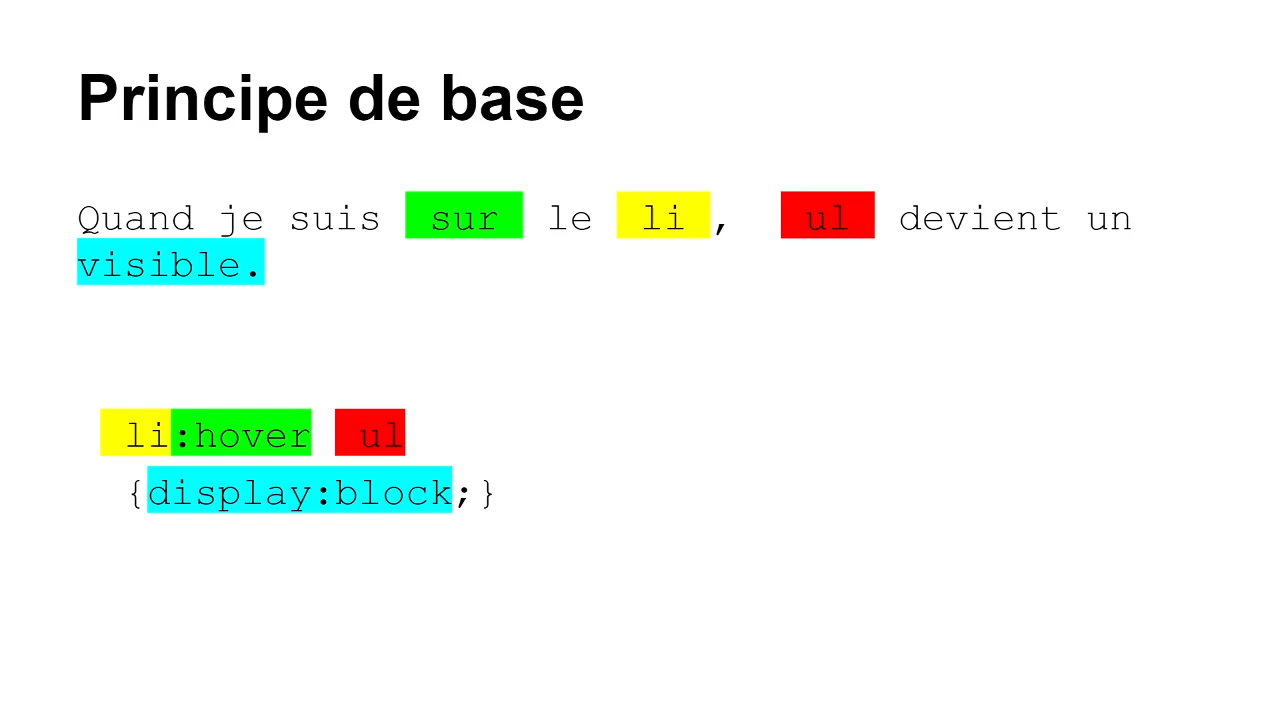 Principe de base
Quand je suis sur le li, ul devient un
visible.
li:hover ul
{display:block;}